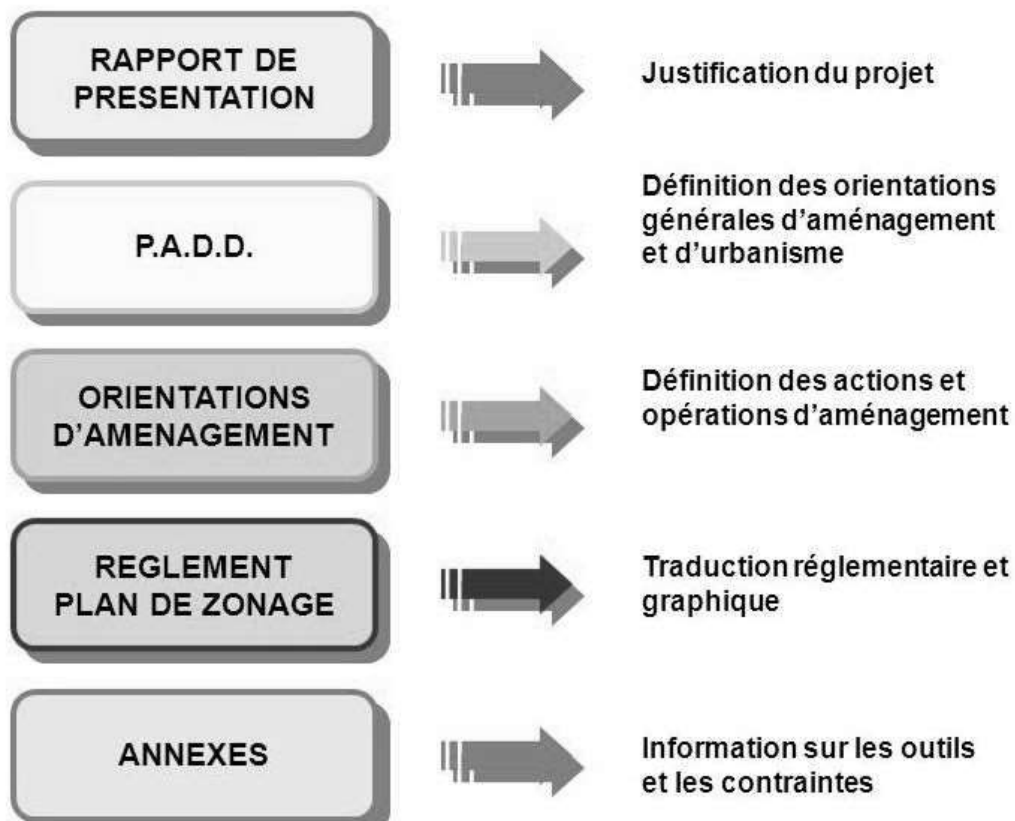 RAPPORT DE
PRESENTATION
Justification du projet
P.A.D.D.
Définition des orientations
générales d'aménagement
et d'urbanisme
ORIENTATIONS
D'AMENAGEMENT
Définition des actions et
opérations d'aménagement
REGLEMENT
PLAN DE ZONAGE
Traduction réglementaire et
graphique
ANNEXES
Information sur les outils
et les contraintes